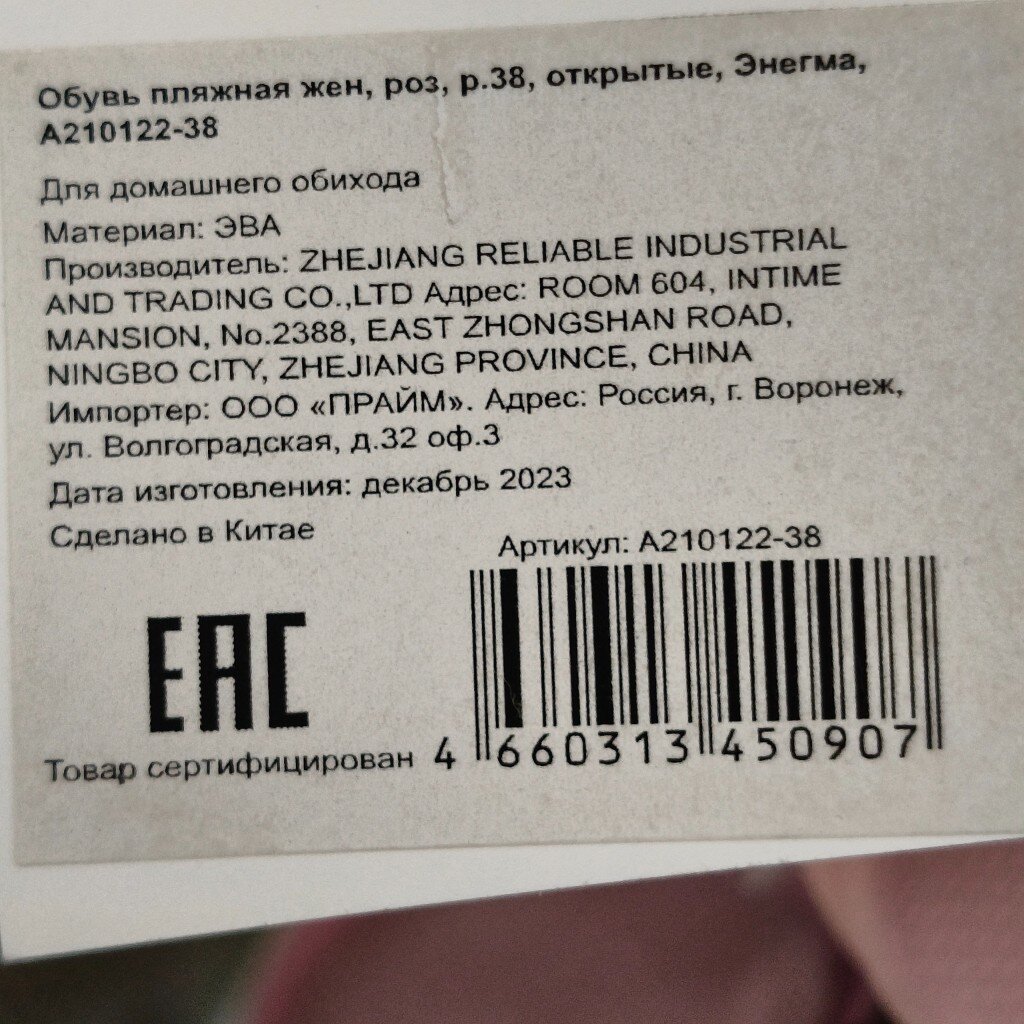 Обувь пляжная жен, роз, р.38, открытые, Энегма,
А210122-38
Для домашнего обихода
Материал: ЭВА
Производитель: ZHEJIANG RELIABLE INDUSTRIAL
AND TRADING CO.,LTD Адрес: ROOM 604, INTIME
MANSION, No.2388, EAST ZHONGSHAN ROAD,
NINGBO CITY, ZHEJIANG PROVINCE, CHINA
Импортер: ООО «ПРАЙМ». Адрес: Россия, г. Воронеж,
ул. Волгоградская, д.32 оф.3
Дата изготовления: декабрь 2023
Сделано в Китае
Артикул: А210122-38
EAC
Товар сертифицирован
4 660313 450907